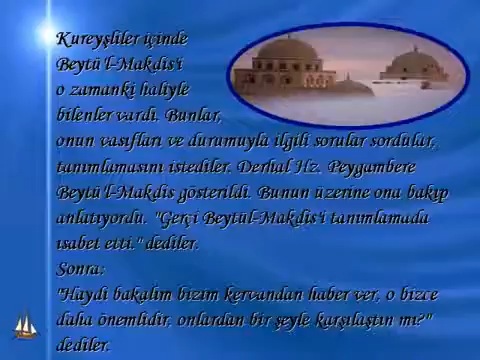 Kureyşliler içinde
Beytü'l-Makdis'i
o zamanki haliyle
bilenler vardı. Bunlar,
onun vasıfları ve durumuyla ilgili sorular sordular,
tanımlamasını istediler. Derhal Hz. Peygambere
Beytü'l-Makdis gösterildi. Bunun üzerine ona bakıp
anlatıyordu. "Gerçi Beytül-Makdis'i tanımlamada
isabet etti." dediler.
Sonra;
"Haydi bakalım bizim kervandan haber ver, o bizce
daha önemlidir, onlardan bir şeyle karşılaştın mı?"
dediler.